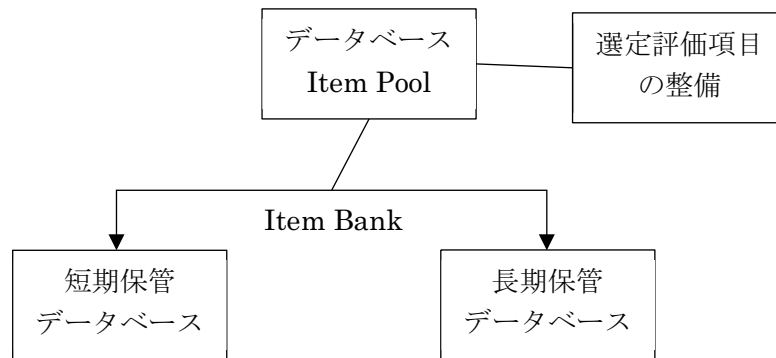 データベース
Item Pool
選定評価項目
の整備
Item Bank
短期保管
データベース
長期保管
データベース